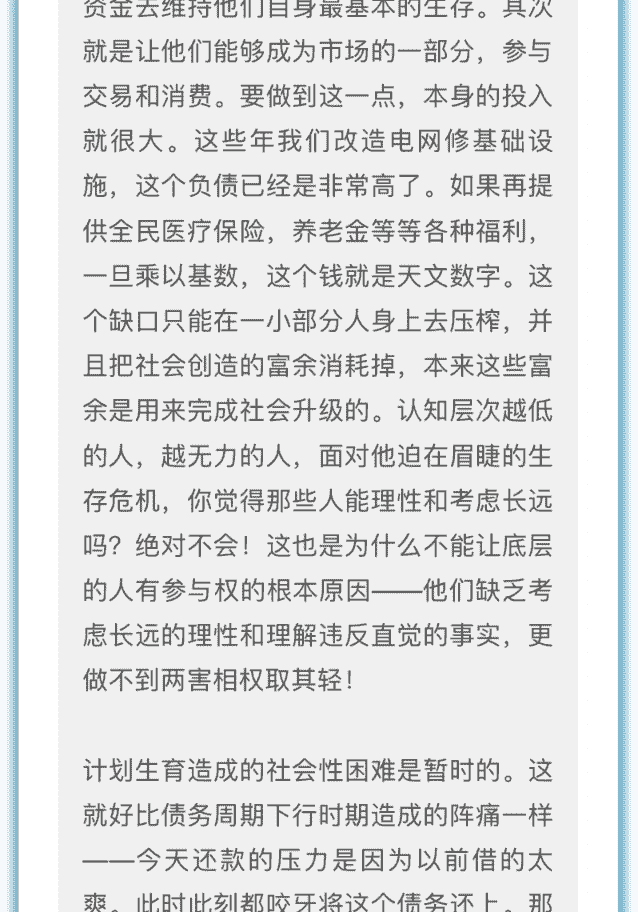 资金去维持他们自身最基本的生存。其次
就是让他们能够成为市场的一部分，参与
交易和消费。要做到这一点，本身的投入
就很大。这些年我们改造电网修基础设
施，这个负债已经是非常高了。如果再提
供全民医疗保险，养老金等等各种福利，
一旦乘以基数，这个钱就是天文数字。这
个缺口只能在一小部分人身上去压榨，并
且把社会创造的富余消耗掉，本来这些富
余是用来完成社会升级的。认知层次越低
的人，越无力的人，面对他迫在眉睫的生
存危机，你觉得那些人能理性和考虑长远
吗？绝对不会！这也是为什么不能让底层
的人有参与权的根本原因——他们缺乏考
虑长远的理性和理解违反直觉的事实，更
做不到两害相权取其轻！
计划生育造成的社会性困难是暂时的。这
就好比债务周期下行时期造成的阵痛一样
——今天还款的压力是因为以前借的太
爽。此时此刻都咬牙将这个债务还上。那